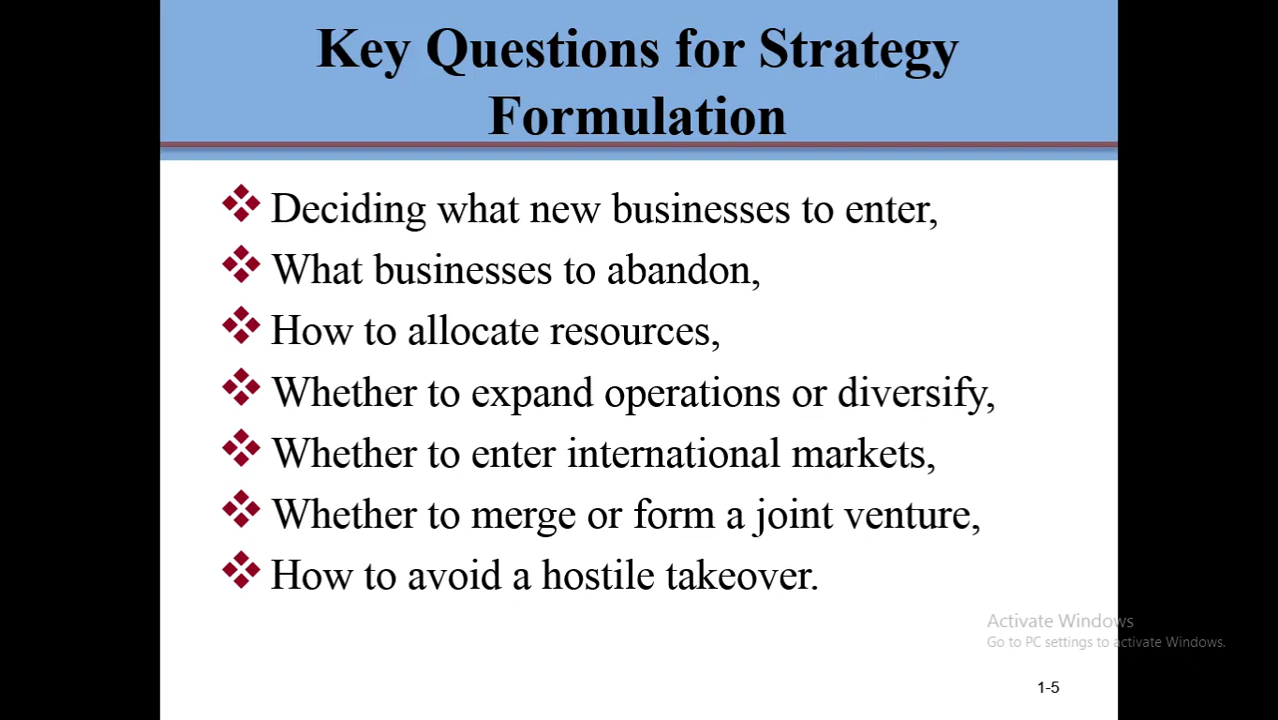 Key Questions for Strategy
Formulation
Deciding what new businesses to enter,
What businesses to abandon,
How to allocate resources,
Whether to expand operations or diversify,
Whether to enter international markets,
Whether to merge or form a joint venture,
How to avoid a hostile takeover.
Activate Windows
Go to PC settings to activate Windows.
1-5